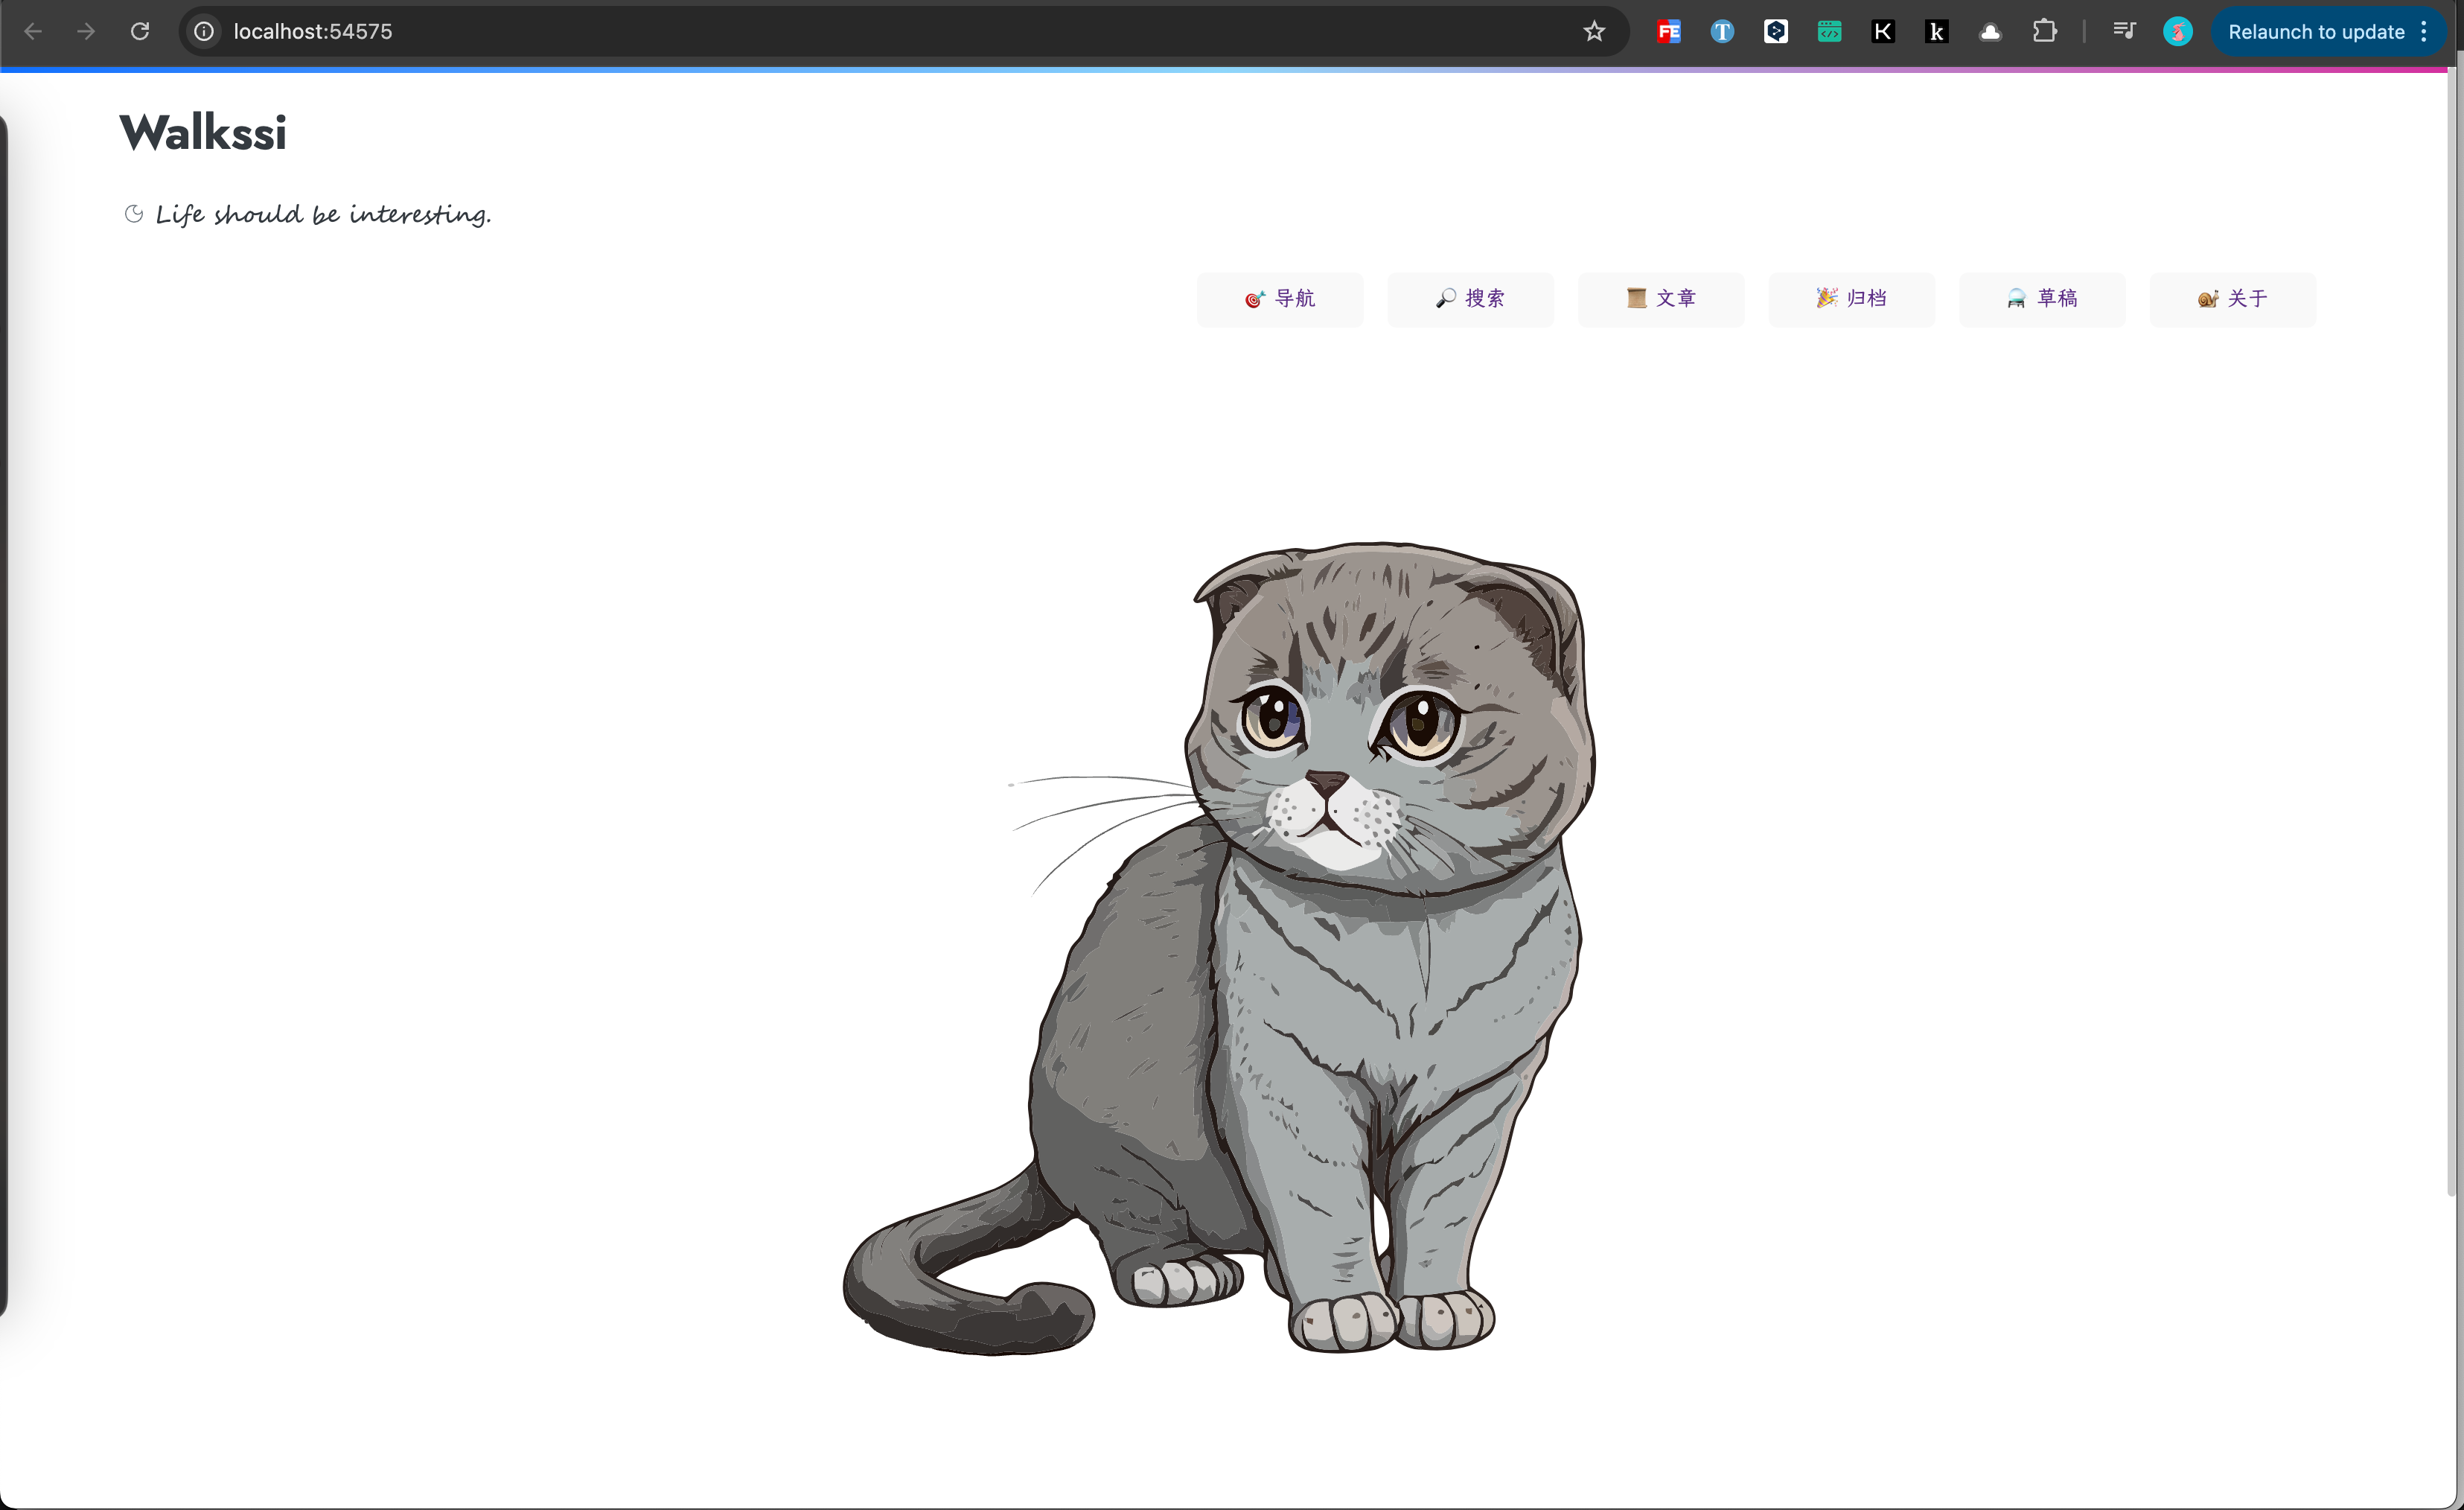 localhost:54575
FE
T
K
k
Relaunch to update
Walkssi
Life should be interesting.
🎯 导航 🔎 搜索 📜 文章 🎉 归档 🔮 草稿 🐌 关于